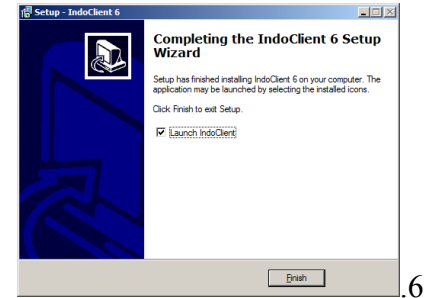 Setup - IndoClient 6
Completing the IndoClient 6 Setup
Wizard
Setup has finished installing IndoClient 6 on your computer. The
application may be launched by selecting the installed icons.
Click Finish to exit Setup.
Launch IndoClient
Finish
.6